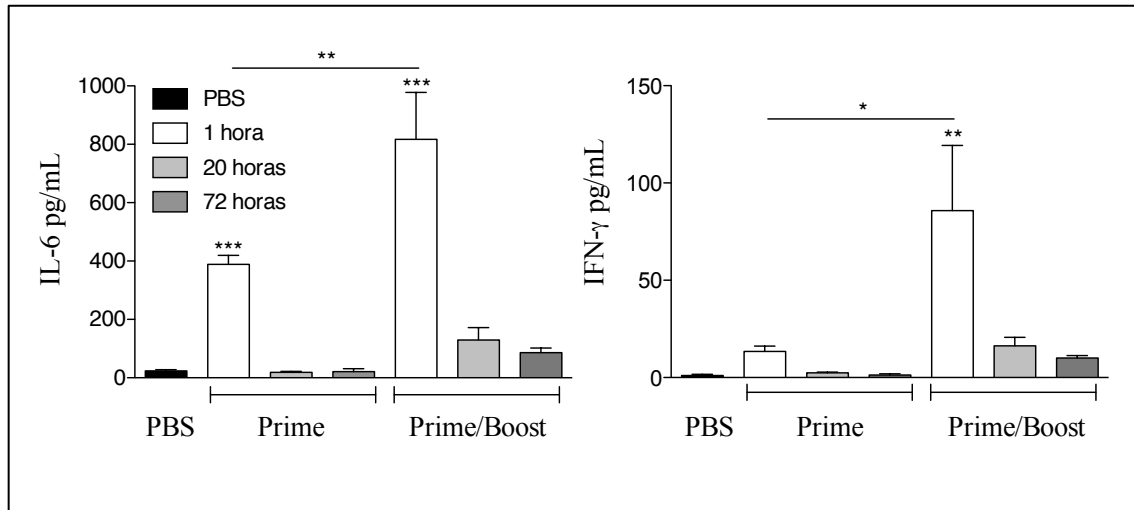 **
***
1000
800
600
400
200
0
IL-6 pg/mL
PBS
1 hora
20 horas
72 horas
***
PBS
Prime
Prime/Boost
*
**
150
100
50
0
IFN-γ pg/mL
PBS
Prime
Prime/Boost